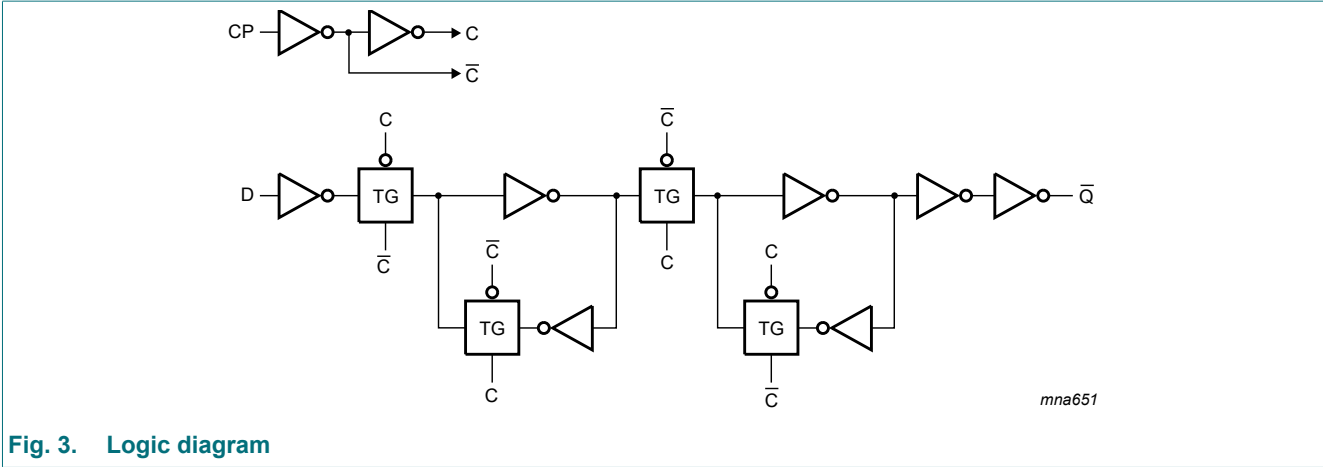 CP
C
C̅
C
C̅
D
TG
TG
Q̅
C̅
C
C̅
C
TG
TG
C
C̅
mna651
Fig. 3. Logic diagram